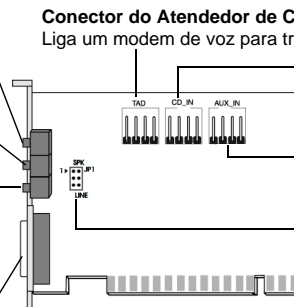 Conector do Atendedor de C
Liga um modem de voz para tr
TAD CD_IN AUX_IN
SPK
1 JP1
LINE